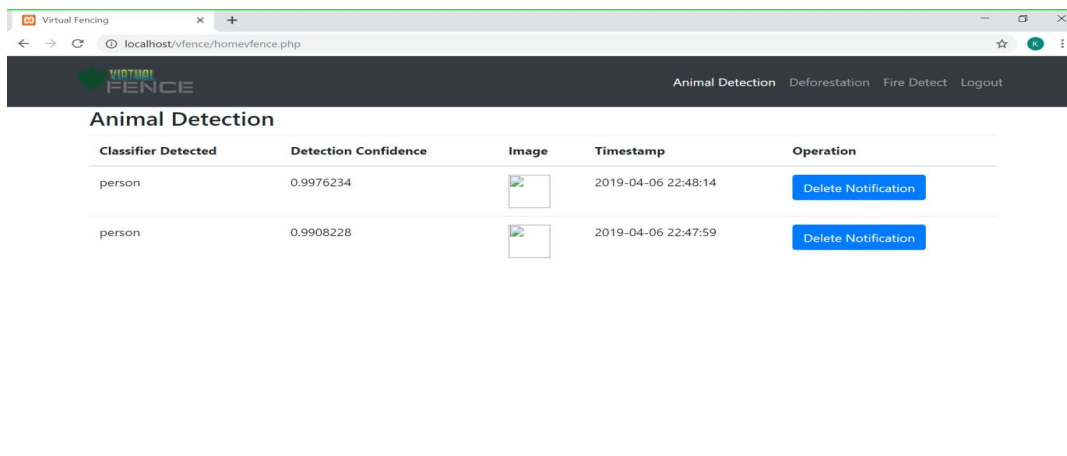 Virtual Fencing
localhost/vfence/homevfence.php
K
VIRTUAL
FENCE
Animal Detection Deforestation Fire Detect Logout
Animal Detection
Classifier Detected Detection Confidence Image Timestamp Operation
person 0.9976234 2019-04-06 22:48:14 Delete Notification
person 0.9908228 2019-04-06 22:47:59 Delete Notification